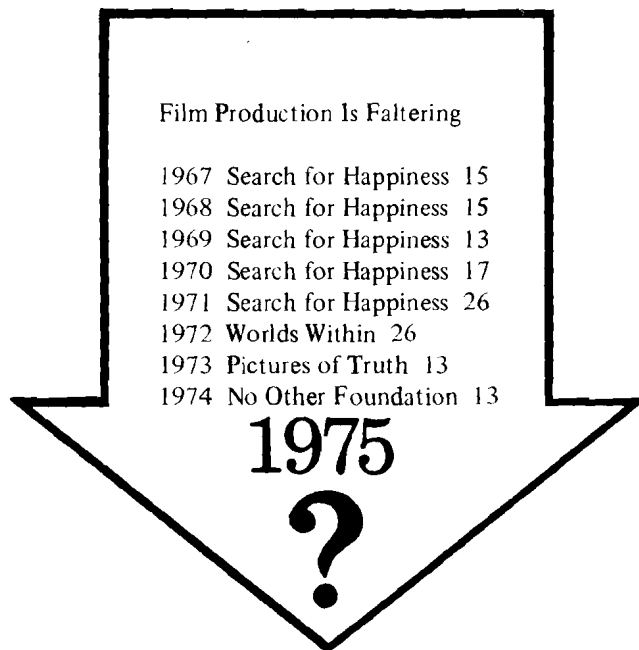 Film Production Is Faltering
1967 Search for Happiness 15
1968 Search for Happiness 15
1969 Search for Happiness 13
1970 Search for Happiness 17
1971 Search for Happiness 26
1972 Worlds Within 26
1973 Pictures of Truth 13
1974 No Other Foundation 13
1975
?